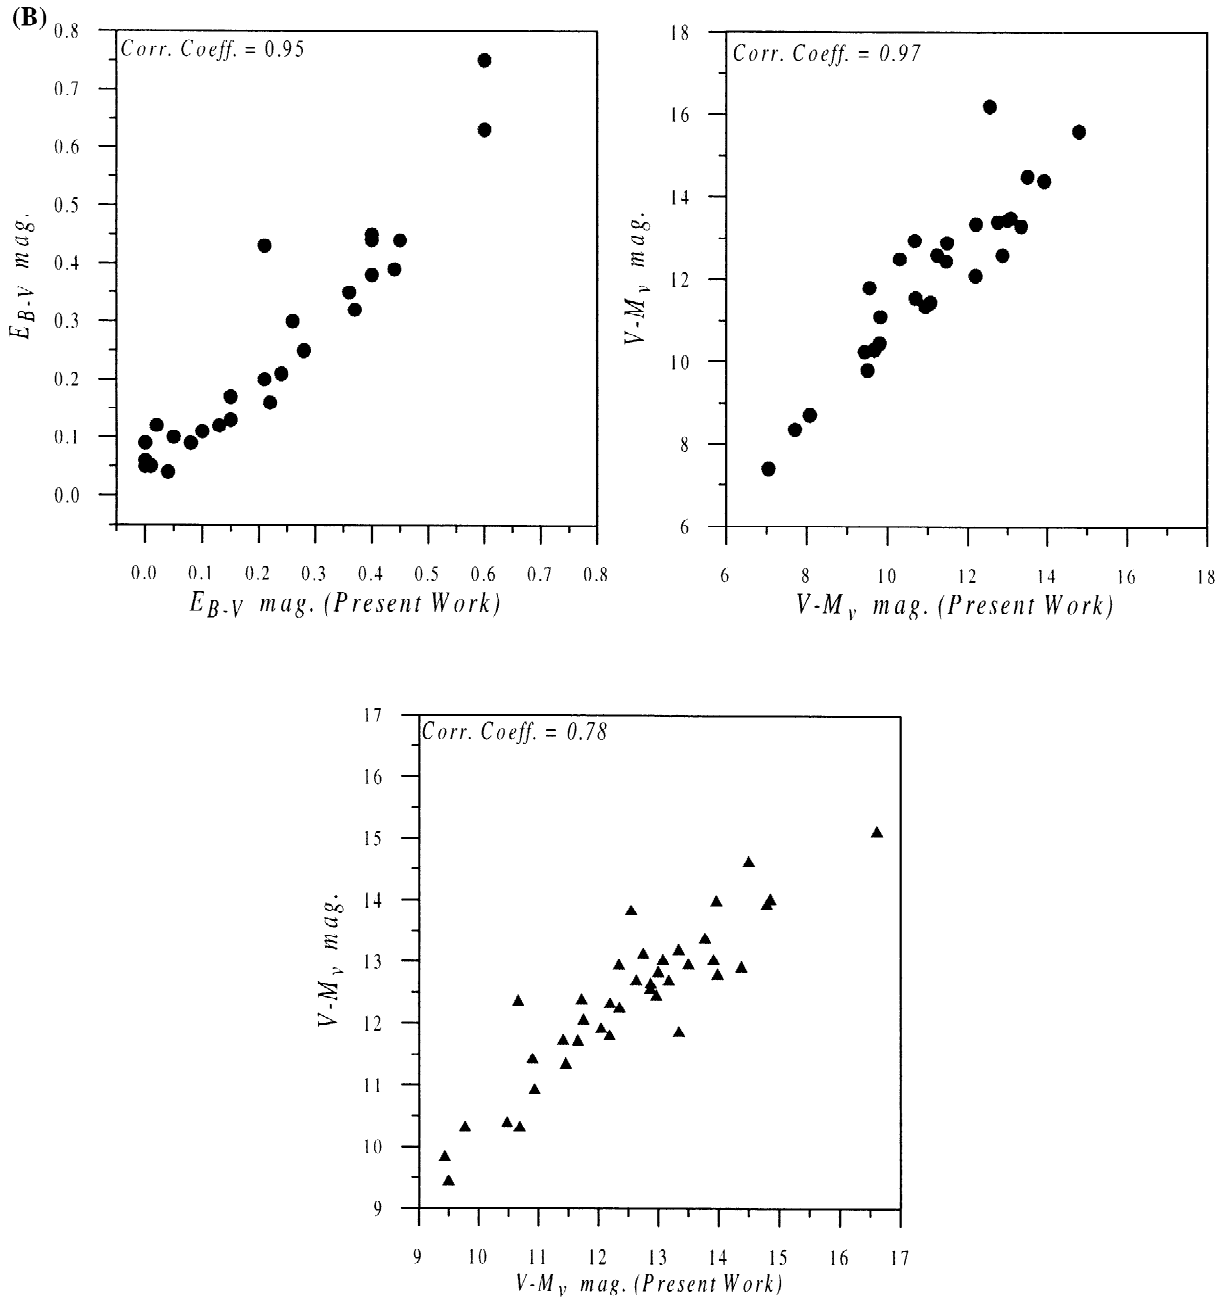 (B)
Corr. Coeff. = 0.95
0.8
0.7
0.6
0.5
0.4
0.3
0.2
0.1
0.0
E_B-V mag.
0.0 0.1 0.2 0.3 0.4 0.5 0.6 0.7 0.8
E_B-V mag. (Present Work)
Corr. Coeff. = 0.97
18
16
14
12
10
8
6
V-M_v mag.
6 8 10 12 14 16 18
V-M_v mag. (Present Work)
Corr. Coeff. = 0.78
17
16
15
14
13
12
11
10
9
V-M_v mag.
9 10 11 12 13 14 15 16 17
V-M_v mag. (Present Work)